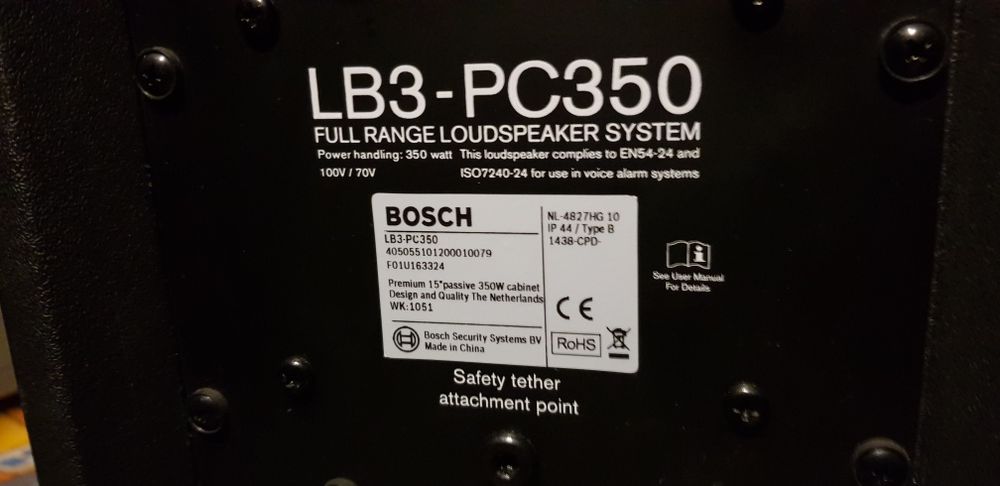 LB3-PC350
FULL RANGE LOUDSPEAKER SYSTEM
Power handling: 350 watt This loudspeaker complies to EN54-24 and
100V / 70V ISO7240-24 for use in voice alarm systems
BOSCH
LB3-PC350
405055101200010079
F01U163324
Premium 15"passive 350W cabinet
Design and Quality The Netherlands
WK:1051
Bosch Security Systems BV
Made in China
NL-4827HG 10
IP 44 / Type B
1438-CPD-
CE
RoHS
See User Manual
For Details
Safety tether
attachment point